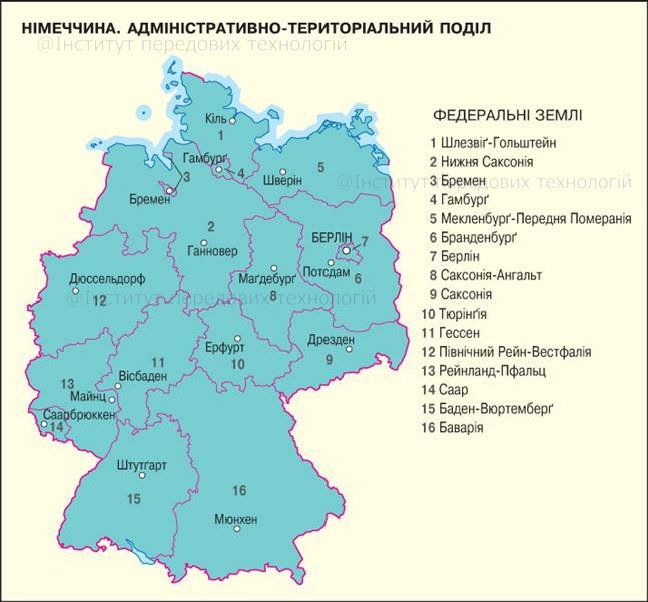 НІМЕЧЧИНА. АДМІНІСТРАТИВНО-ТЕРИТОРІАЛЬНИЙ ПОДІЛ
@Інститут передових технологій
ФЕДЕРАЛЬНІ ЗЕМЛІ
1 Шлезвіґ-Гольштейн
2 Нижня Саксонія
3 Бремен
4 Гамбурґ
5 Мекленбурґ-Передня Померанія
6 Бранденбурґ
7 Берлін
8 Саксонія-Ангальт
9 Саксонія
10 Тюрінґія
11 Гессен
12 Північний Рейн-Вестфалія
13 Рейнланд-Пфальц
14 Саар
15 Баден-Вюртемберґ
16 Баварія
@Інститут передових технологій
Кіль
1
Гамбурґ
4
3
Шверін
5
Бремен
2
Ганновер
БЕРЛІН
7
Потсдам
6
Маґдебурґ
8
Дюссельдорф
12
@Інститут передових технологій
Ерфурт
10
Дрезден
9
11
Вісбаден
13
Майнц
Саарбрюккен
14
Штутґарт
15
16
Мюнхен